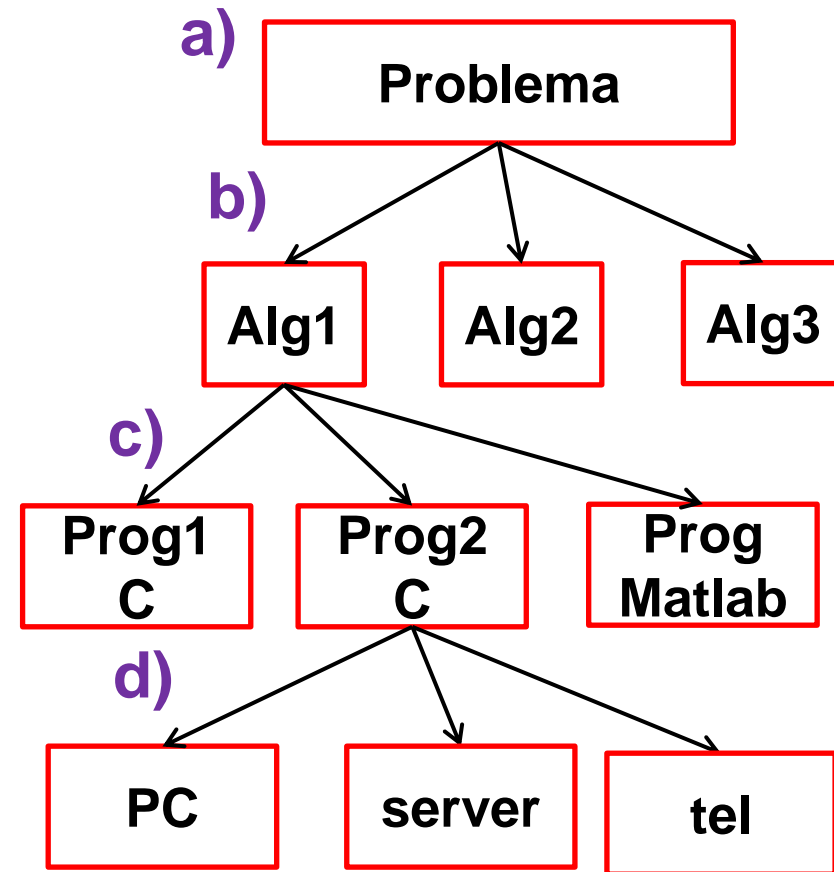 a)
Problema
b)
Alg1 Alg2 Alg3
c)
Prog1 Prog2 Prog
C C Matlab
d)
PC server tel